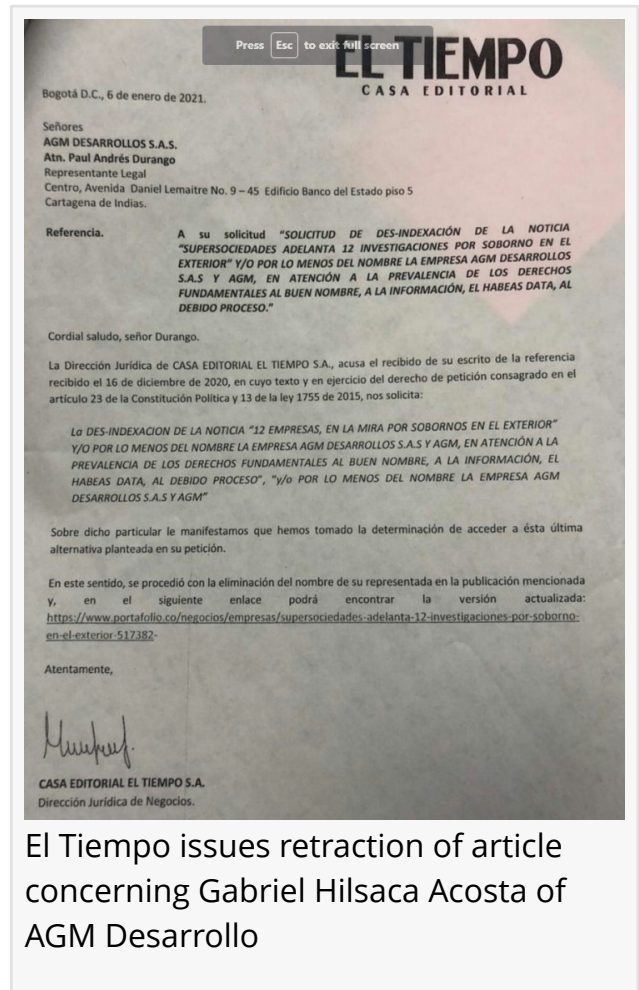 Press Esc to exit full screen
EL TIEMPO
CASA EDITORIAL
Bogotá D.C., 6 de enero de 2021.
Señores
AGM DESARROLLOS S.A.S.
Atn. Paul Andrés Durango
Representante Legal
Centro, Avenida Daniel Lemaitre No. 9 – 45 Edificio Banco del Estado piso 5
Cartagena de Indias.
Referencia. A su solicitud "SOLICITUD DE DES-INDEXACIÓN DE LA NOTICIA
"SUPERSOCIEDADES ADELANTA 12 INVESTIGACIONES POR SOBORNO EN EL
EXTERIOR" Y/O POR LO MENOS DEL NOMBRE LA EMPRESA AGM DESARROLLOS
S.A.S Y AGM, EN ATENCIÓN A LA PREVALENCIA DE LOS DERECHOS
FUNDAMENTALES AL BUEN NOMBRE, A LA INFORMACIÓN, EL HABEAS DATA, AL
DEBIDO PROCESO."
Cordial saludo, señor Durango.
La Dirección Jurídica de CASA EDITORIAL EL TIEMPO S.A., acusa el recibido de su escrito de la referencia
recibido el 16 de diciembre de 2020, en cuyo texto y en ejercicio del derecho de petición consagrado en el
artículo 23 de la Constitución Política y 13 de la ley 1755 de 2015, nos solicita:
La DES-INDEXACION DE LA NOTICIA "12 EMPRESAS, EN LA MIRA POR SOBORNOS EN EL EXTERIOR"
Y/O POR LO MENOS DEL NOMBRE LA EMPRESA AGM DESARROLLOS S.A.S Y AGM, EN ATENCIÓN A LA
PREVALENCIA DE LOS DERECHOS FUNDAMENTALES AL BUEN NOMBRE, A LA INFORMACIÓN, EL
HABEAS DATA, AL DEBIDO PROCESO", "y/o POR LO MENOS DEL NOMBRE LA EMPRESA AGM
DESARROLLOS S.A.S Y AGM"
Sobre dicho particular le manifestamos que hemos tomado la determinación de acceder a ésta última
alternativa planteada en su petición.
En este sentido, se procedió con la eliminación del nombre de su representada en la publicación mencionada
y, en el siguiente enlace podrá encontrar la versión actualizada:
https://www.portafolio.co/negocios/empresas/supersociedades-adelanta-12-investigaciones-por-soborno-
en-el-exterior-517382-
Atentamente,
CASA EDITORIAL EL TIEMPO S.A.
Dirección Jurídica de Negocios.
El Tiempo issues retraction of article
concerning Gabriel Hilsaca Acosta of
AGM Desarrollo